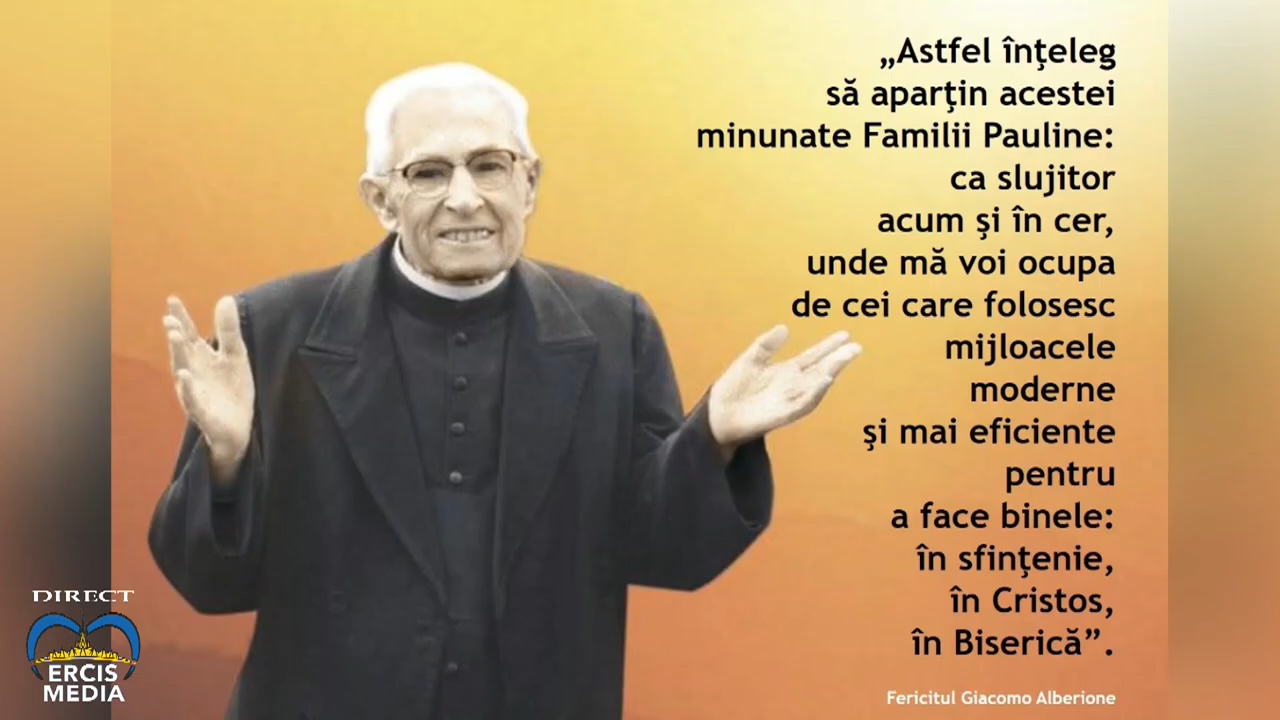 „Astfel înţeleg
să aparţin acestei
minunate Familii Pauline:
ca slujitor
acum şi în cer,
unde mă voi ocupa
de cei care folosesc
mijloacele
moderne
şi mai eficiente
pentru
a face binele:
în sfinţenie,
în Cristos,
în Biserică”.
Fericitul Giacomo Alberione
DIRECT
ERCIS
MEDIA